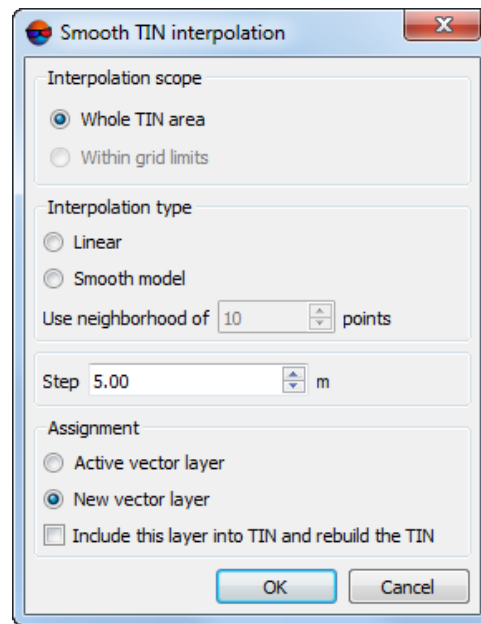 Smooth TIN interpolation
Interpolation scope
Whole TIN area
Within grid limits
Interpolation type
Linear
Smooth model
Use neighborhood of 10 points
Step 5.00 m
Assignment
Active vector layer
New vector layer
Include this layer into TIN and rebuild the TIN
OK Cancel